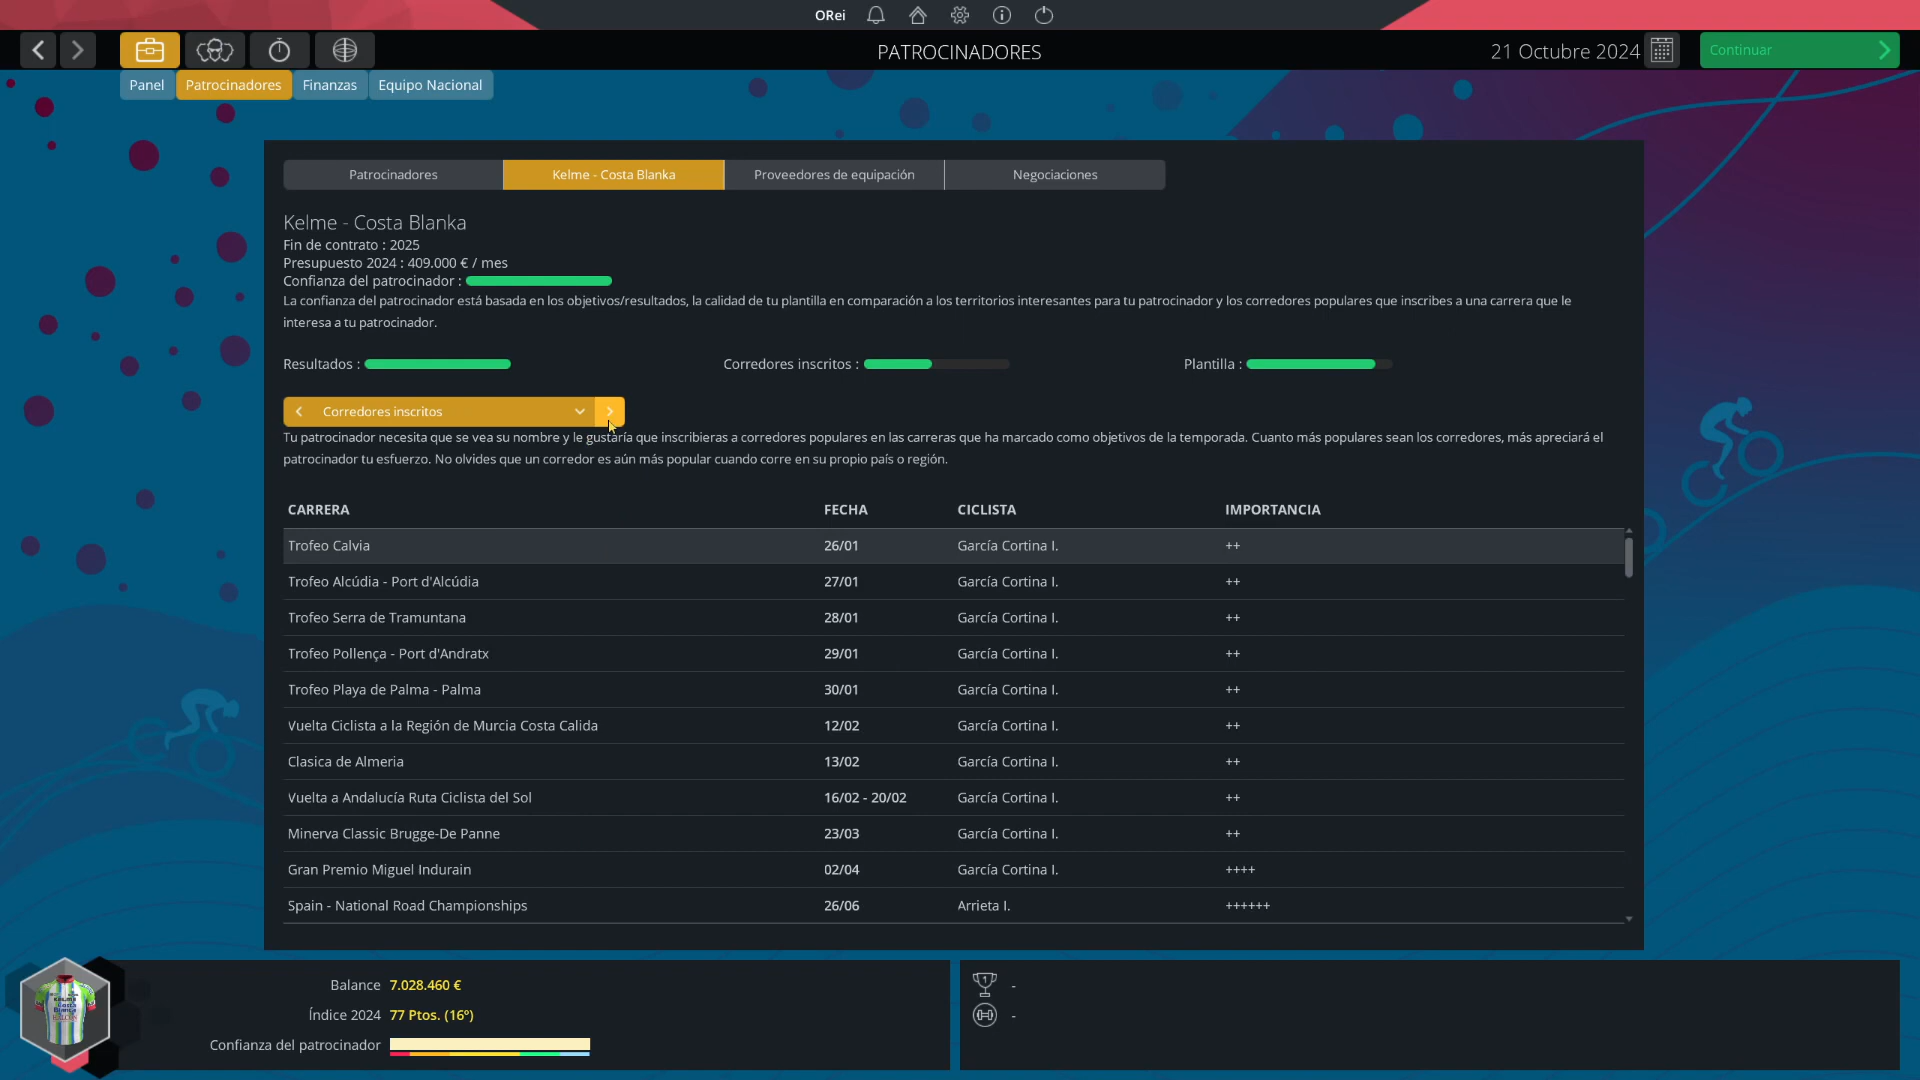 ORei
PATROCINADORES
21 Octubre 2024
Continuar
Panel
Patrocinadores
Finanzas
Equipo Nacional
Patrocinadores
Kelme - Costa Blanka
Proveedores de equipación
Negociaciones
Kelme - Costa Blanka
Fin de contrato : 2025
Presupuesto 2024 : 409.000 € / mes
Confianza del patrocinador :
La confianza del patrocinador está basada en los objetivos/resultados, la calidad de tu plantilla en comparación a los territorios interesantes para tu patrocinador y los corredores populares que inscribes a una carrera que le
interesa a tu patrocinador.
Resultados :
Corredores inscritos :
Plantilla :
Corredores inscritos
Tu patrocinador necesita que se vea su nombre y le gustaría que inscribieras a corredores populares en las carreras que ha marcado como objetivos de la temporada. Cuanto más populares sean los corredores, más apreciará el
patrocinador tu esfuerzo. No olvides que un corredor es aún más popular cuando corre en su propio país o región.
CARRERA FECHA CICLISTA IMPORTANCIA
Trofeo Calvia 26/01 García Cortina I. ++
Trofeo Alcúdia - Port d'Alcúdia 27/01 García Cortina I. ++
Trofeo Serra de Tramuntana 28/01 García Cortina I. ++
Trofeo Pollença - Port d'Andratx 29/01 García Cortina I. ++
Trofeo Playa de Palma - Palma 30/01 García Cortina I. ++
Vuelta Ciclista a la Región de Murcia Costa Calida 12/02 García Cortina I. ++
Clasica de Almeria 13/02 García Cortina I. ++
Vuelta a Andalucía Ruta Ciclista del Sol 16/02 - 20/02 García Cortina I. ++
Minerva Classic Brugge-De Panne 23/03 García Cortina I. ++
Gran Premio Miguel Indurain 02/04 García Cortina I. ++++
Spain - National Road Championships 26/06 Arrieta I. ++++++
Balance 7.028.460 €
Índice 2024 77 Ptos. (16º)
Confianza del patrocinador
-
-